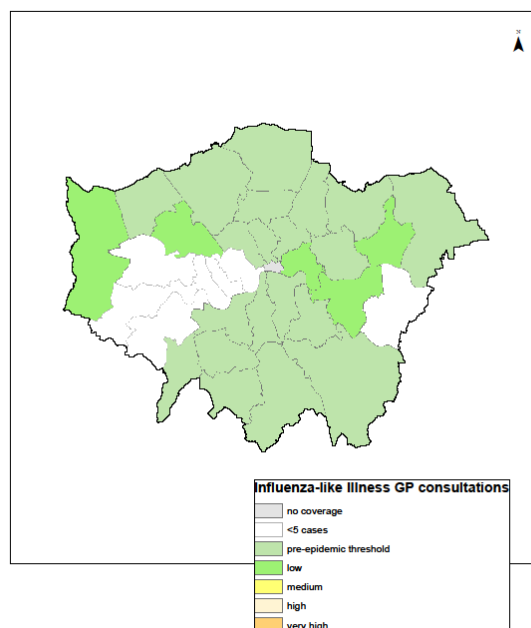 N
Influenza-like Illness GP consultations
no coverage
<5 cases
pre-epidemic threshold
low
medium
high
very high